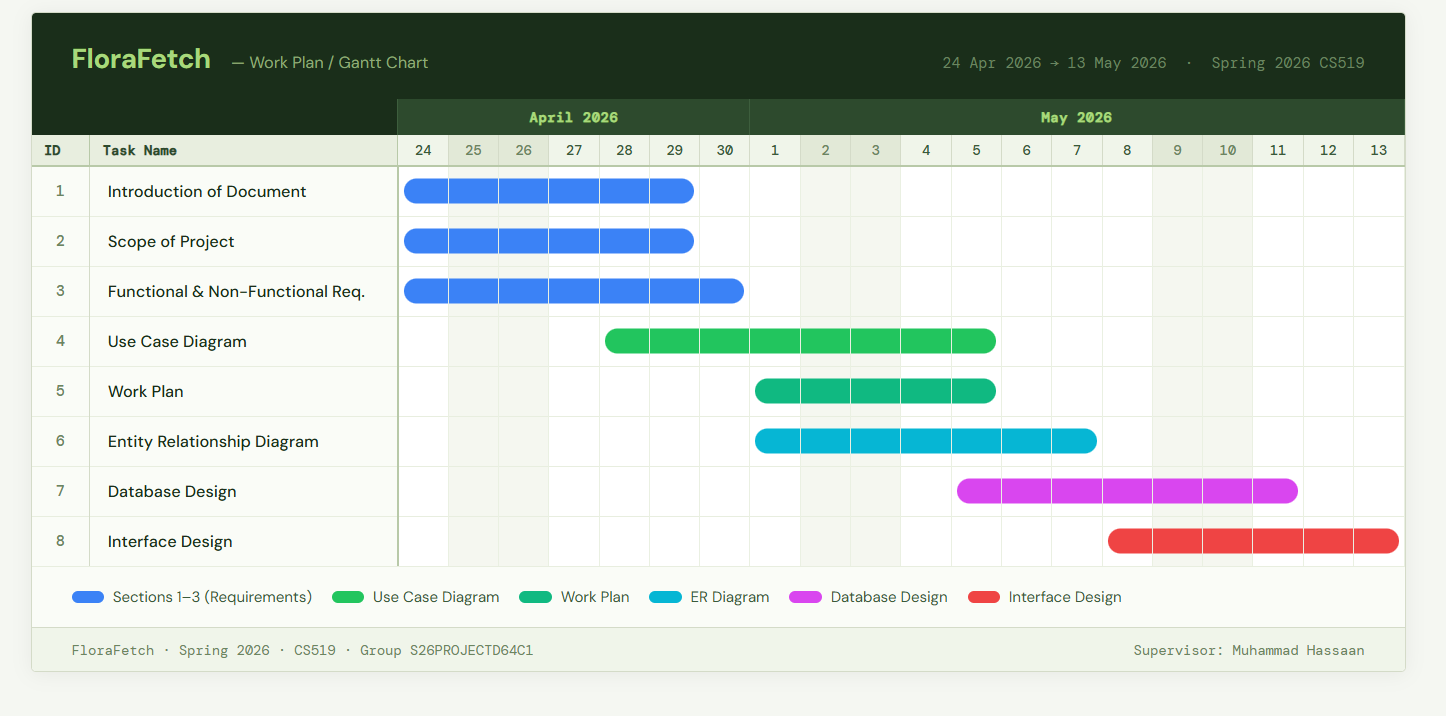 FloraFetch — Work Plan / Gantt Chart 24 Apr 2026 → 13 May 2026 · Spring 2026 CS519
April 2026 May 2026
ID Task Name 24 25 26 27 28 29 30 1 2 3 4 5 6 7 8 9 10 11 12 13
1 Introduction of Document
2 Scope of Project
3 Functional & Non-Functional Req.
4 Use Case Diagram
5 Work Plan
6 Entity Relationship Diagram
7 Database Design
8 Interface Design
Sections 1–3 (Requirements) Use Case Diagram Work Plan ER Diagram Database Design Interface Design
FloraFetch · Spring 2026 · CS519 · Group S26PROJECTD64C1 Supervisor: Muhammad Hassaan